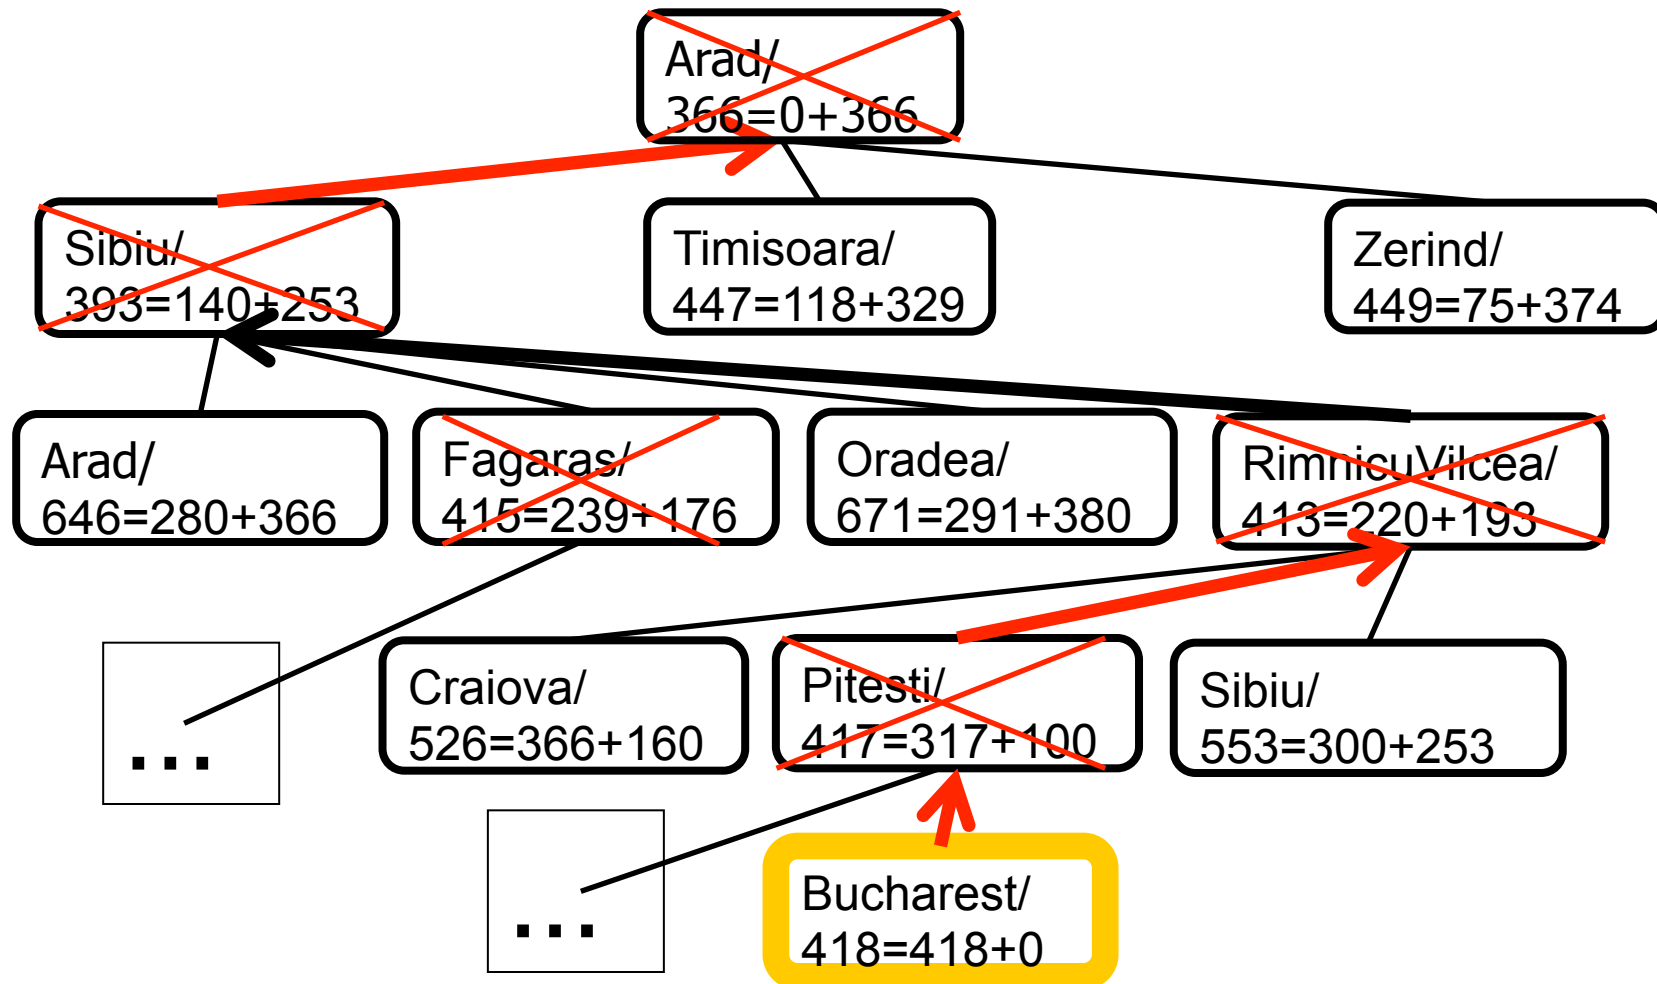 Arad/
366=0+366
Sibiu/
393=140+253
Timisoara/
447=118+329
Zerind/
449=75+374
Arad/
646=280+366
Fagaras/
415=239+176
Oradea/
671=291+380
RimnicuVilcea/
413=220+193
...
Craiova/
526=366+160
Pitesti/
417=317+100
Sibiu/
553=300+253
...
Bucharest/
418=418+0